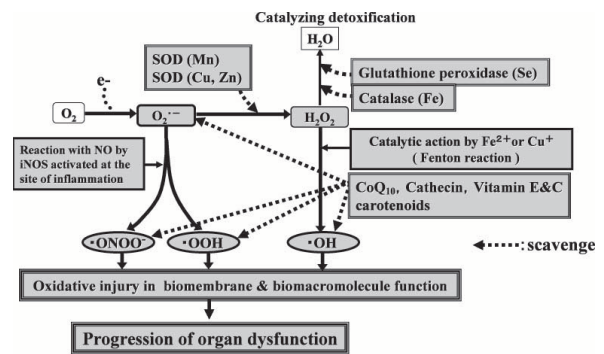 Catalyzing detoxification
H₂O
SOD (Mn)
SOD (Cu, Zn)
Glutathione peroxidase (Se)
Catalase (Fe)
e-
O₂
O₂·⁻
H₂O₂
Reaction with NO by
iNOS activated at the
site of inflammation
Catalytic action by Fe²⁺or Cu⁺
( Fenton reaction )
CoQ₁₀, Cathecin, Vitamin E&C
carotenoids
·ONOO⁻
·OOH
·OH
: scavenge
Oxidative injury in biomembrane & biomacromolecule function
Progression of organ dysfunction